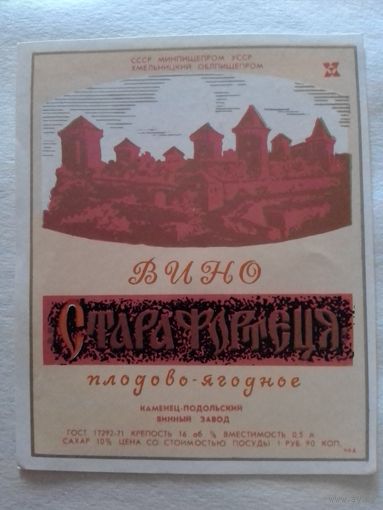 СССР МИНПИЩЕПРОМ УССР
ХМЕЛЬНИЦКИЙ ОБЛПИЩЕПРОМ
ВИНО
СТАРА ФОРТЕЦЯ
плодово-ягодное
КАМЕНЕЦ-ПОДОЛЬСКИЙ
ВИННЫЙ ЗАВОД
ГОСТ 17292-71 КРЕПОСТЬ 16 об % ВМЕСТИМОСТЬ 0,5 л
САХАР 10% ЦЕНА СО СТОИМОСТЬЮ ПОСУДЫ 1 РУБ. 90 КОП.